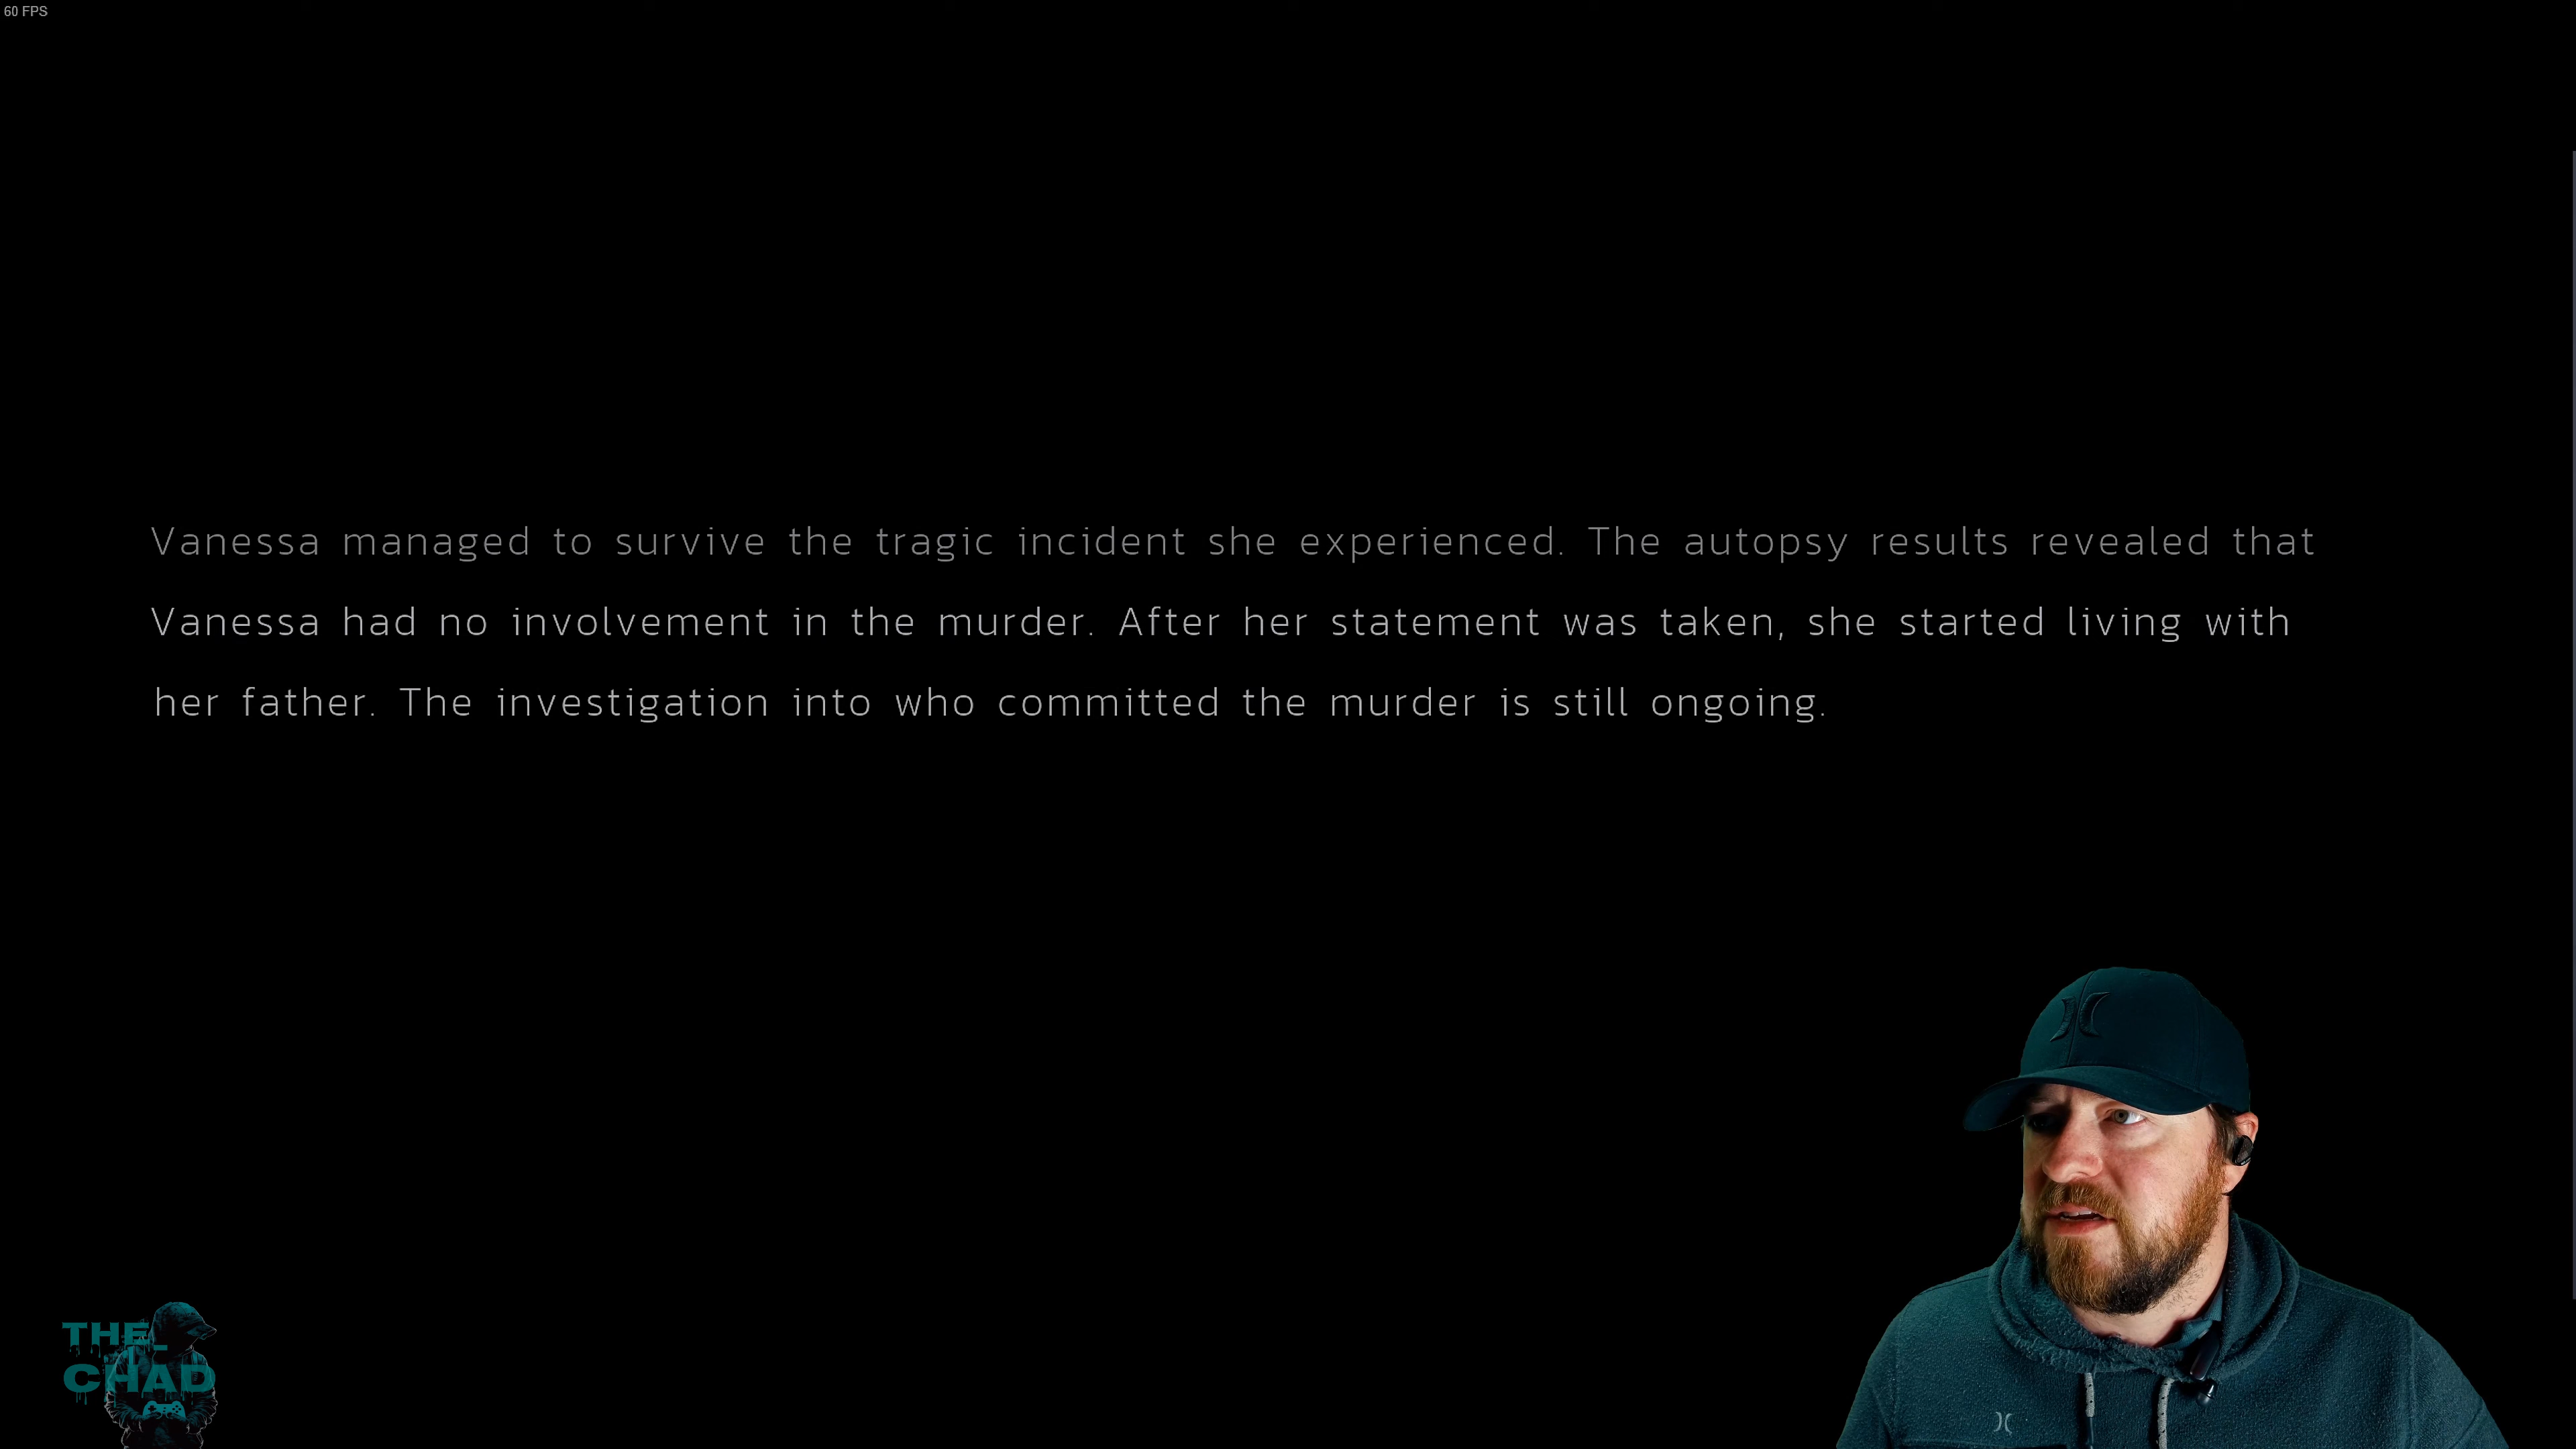 60 FPS
Vanessa managed to survive the tragic incident she experienced. The autopsy results revealed that
Vanessa had no involvement in the murder. After her statement was taken, she started living with
her father. The investigation into who committed the murder is still ongoing.
THE
CHAD